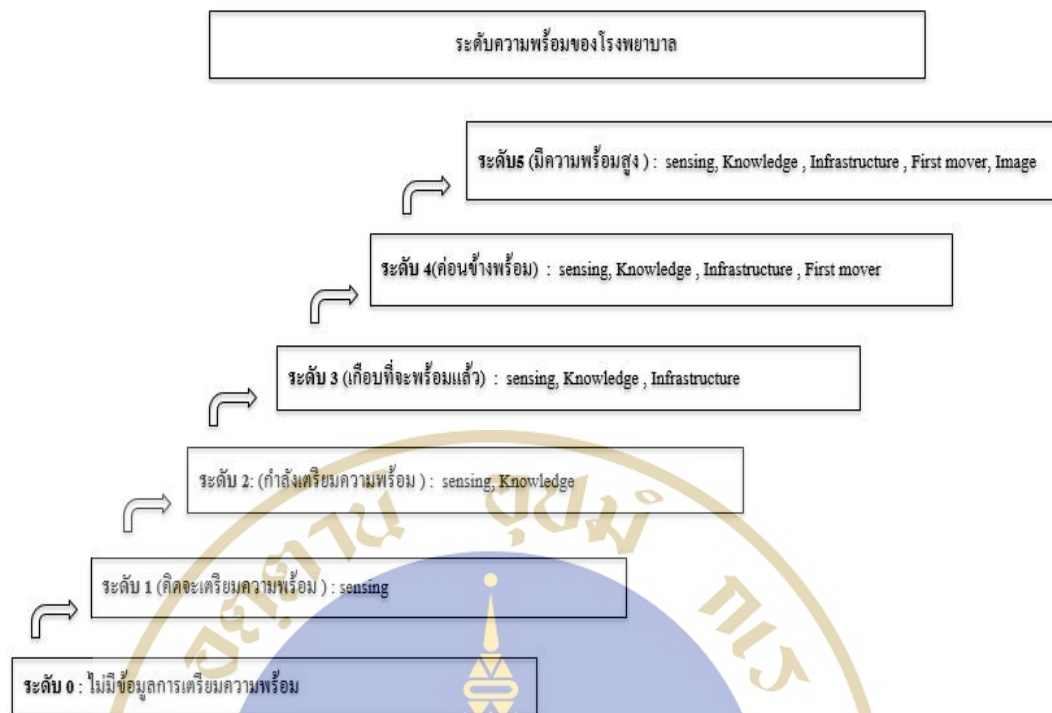 ระดับความพร้อมของโรงพยาบาล
ระดับ5 (มีความพร้อมสูง ) : sensing, Knowledge , Infrastructure , First mover, Image
ระดับ 4(ค่อนข้างพร้อม) : sensing, Knowledge , Infrastructure , First mover
ระดับ 3 (เกือบที่จะพร้อมแล้ว) : sensing, Knowledge , Infrastructure
ระดับ 2: (กำลังเตรียมความพร้อม ) : sensing, Knowledge
ระดับ 1 (คิดจะเตรียมความพร้อม ) : sensing
ระดับ 0 : ไม่มีข้อมูลการเตรียมความพร้อม